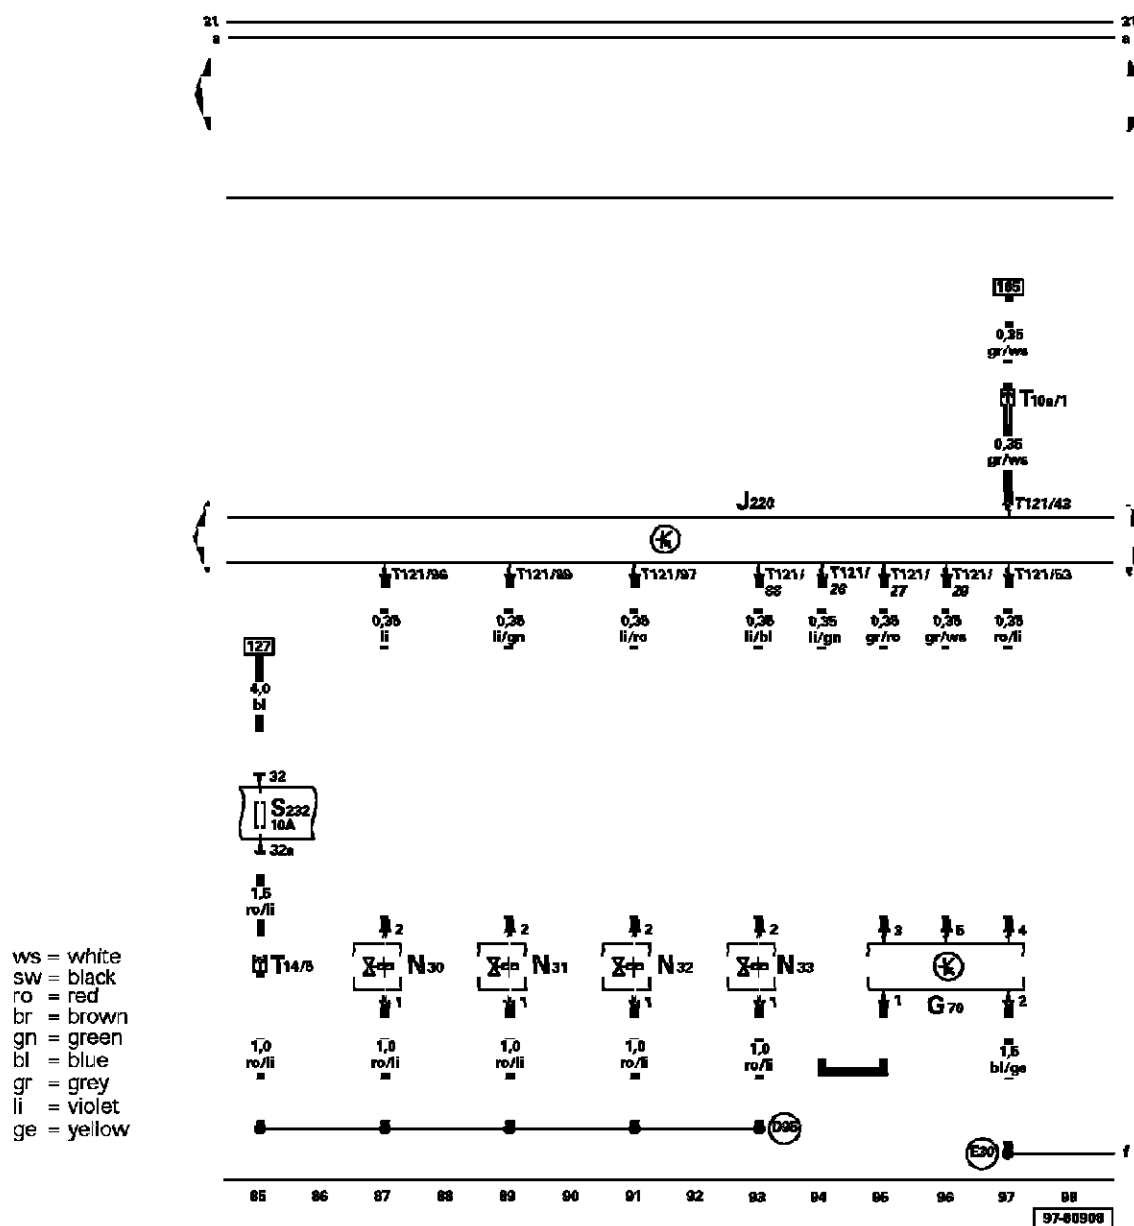 21 21
a a
185
0,35
gr/ws
T10a/1
0,35
gr/ws
J220 T121/43
T121/96 T121/89 T121/97 T121/88 T121/26 T121/27 T121/29 T121/53
0,35 0,35 0,35 0,35 0,35 0,35 0,35 0,35
li li/gn li/ro li/bl li/gn gr/ro gr/ws ro/li
127
4,0
bl
32
S232
10A
32a
1,5
ro/li
2 2 2 2 3 5 4
T14/5 N30 N31 N32 N33
1 1 1 1 1 G70 2
ws = white
sw = black
ro = red
br = brown
gn = green
bl = blue
gr = grey
li = violet
ge = yellow
1,0 1,0 1,0 1,0 1,0 1,5
ro/li ro/li ro/li ro/li ro/li bl/ge
D95
E30 f
85 86 87 88 89 90 91 92 93 94 95 96 97 98